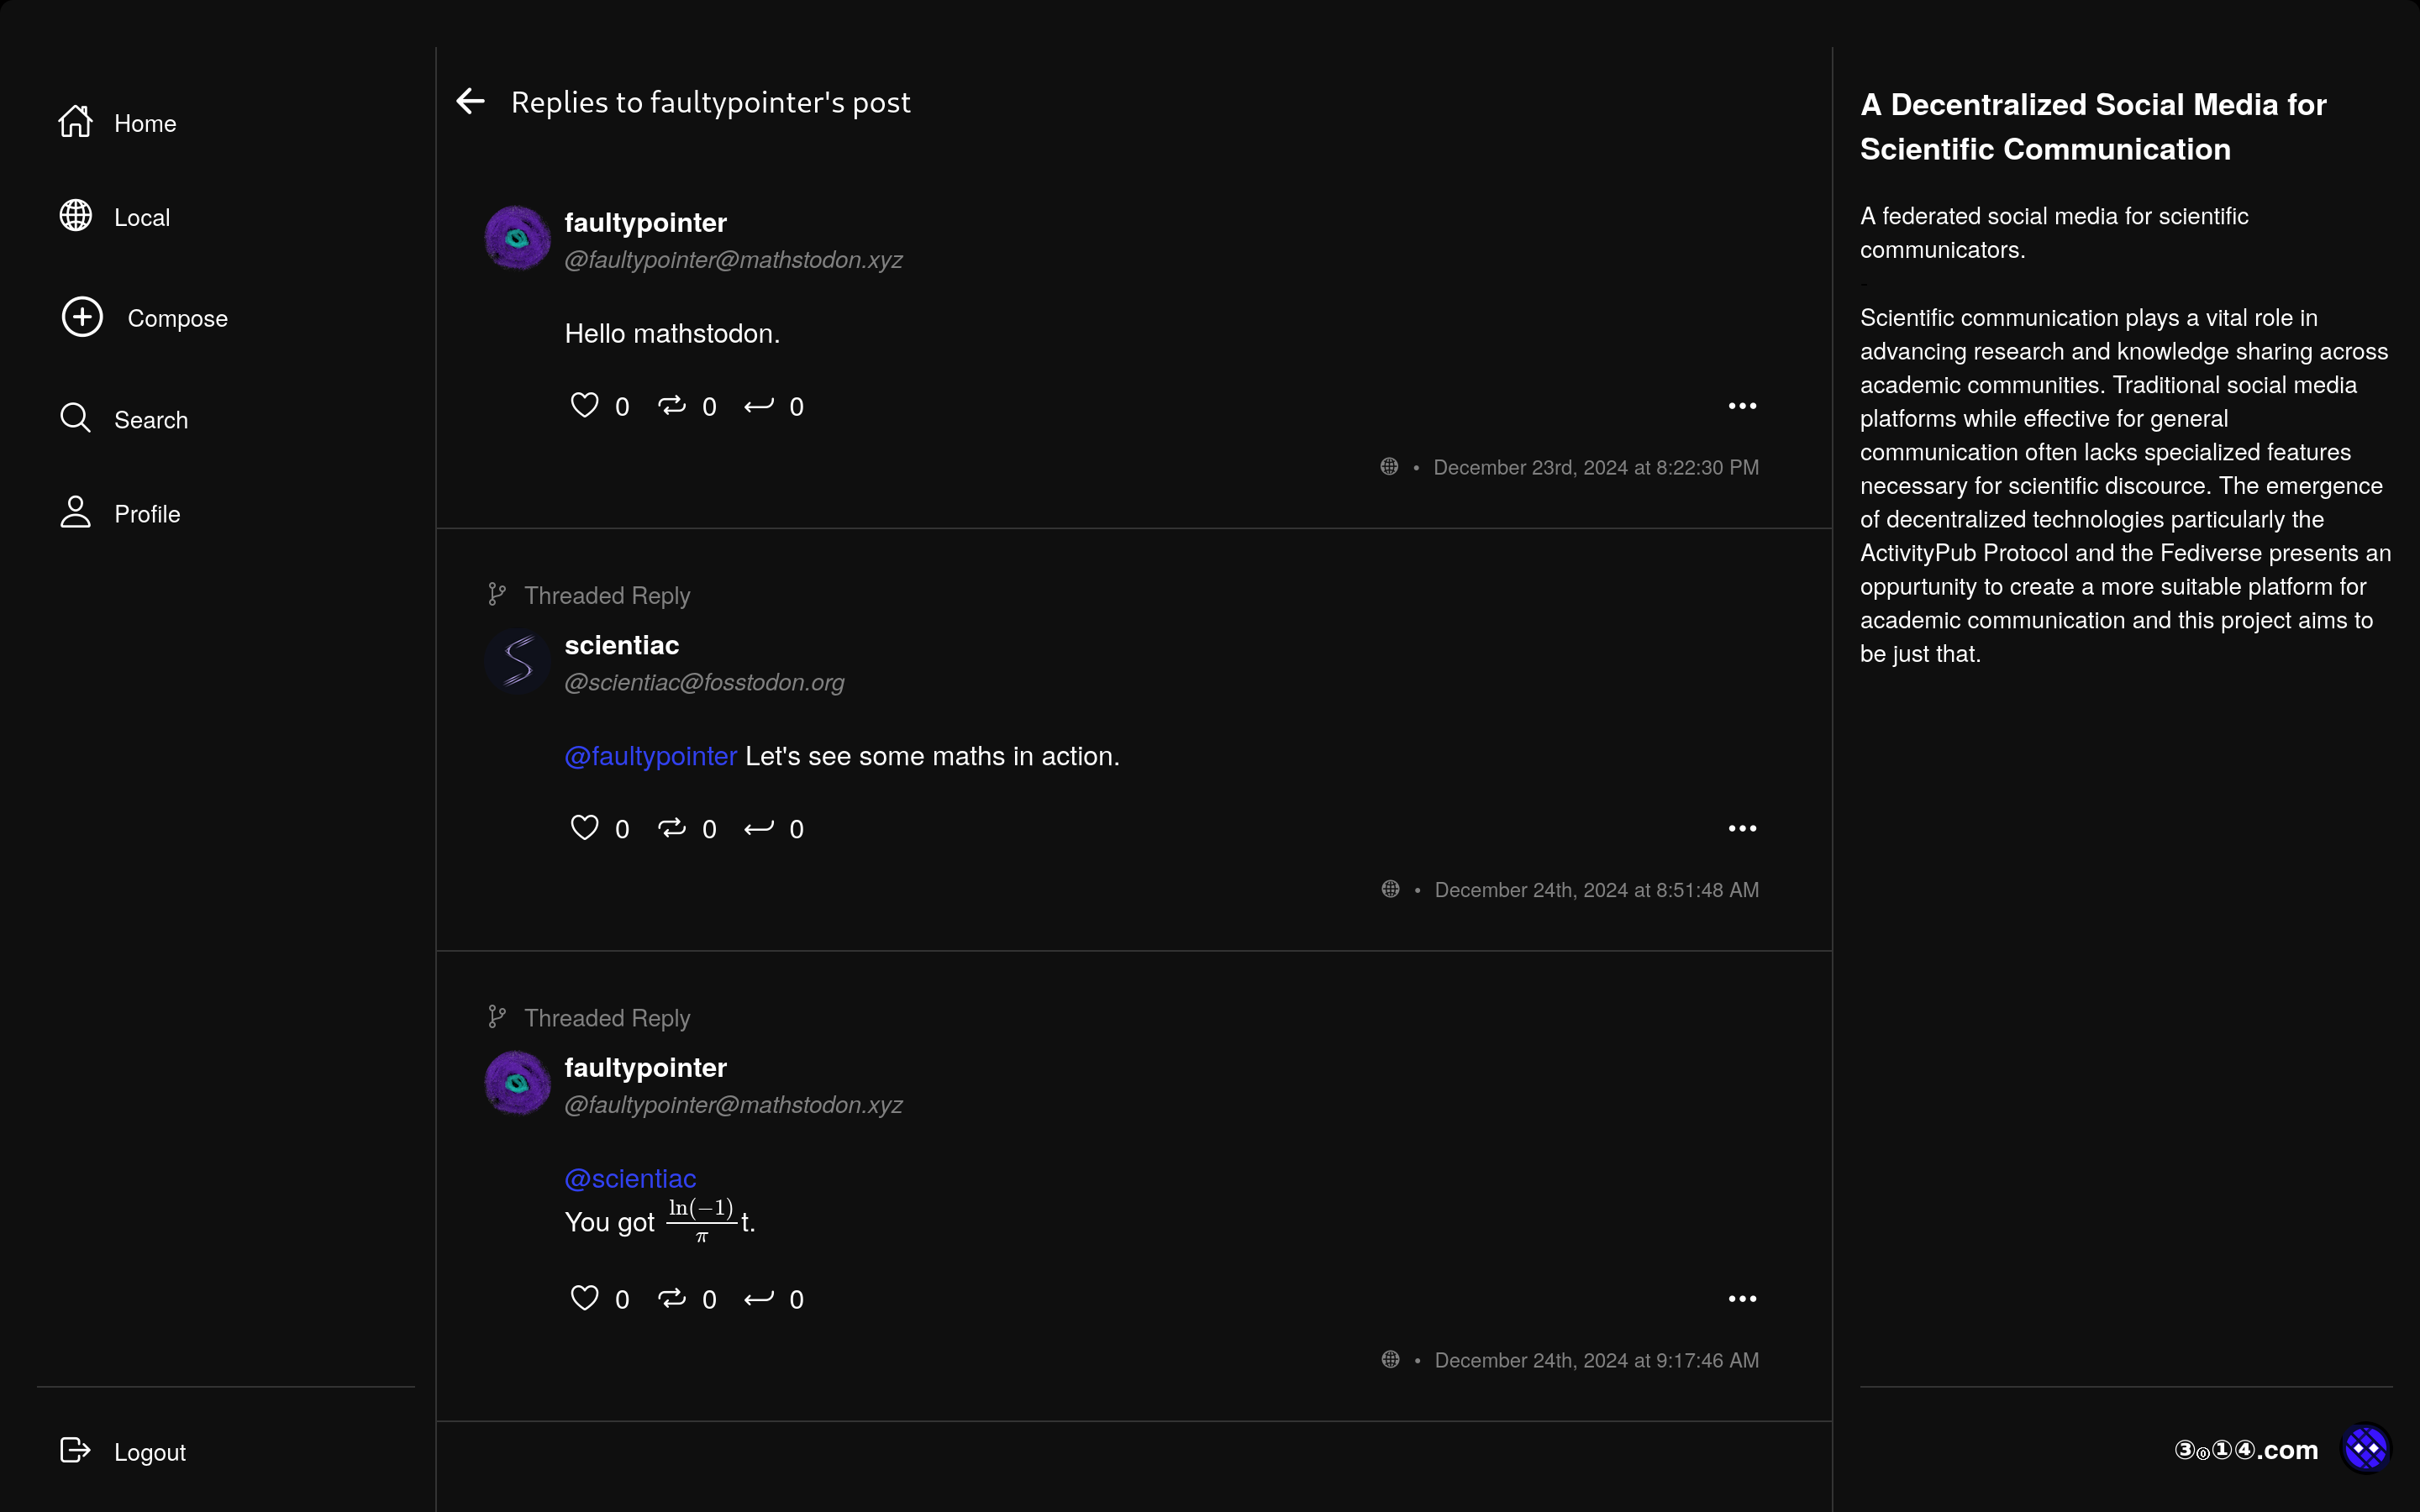 Home
Local
Compose
Search
Profile
Logout
Replies to faultypointer's post
faultypointer
@faultypointer@mathstodon.xyz
Hello mathstodon.
0 0 0
• December 23rd, 2024 at 8:22:30 PM
Threaded Reply
scientiac
@scientiac@fosstodon.org
@faultypointer Let's see some maths in action.
0 0 0
• December 24th, 2024 at 8:51:48 AM
Threaded Reply
faultypointer
@faultypointer@mathstodon.xyz
@scientiac
You got ln(−1)/π t.
0 0 0
• December 24th, 2024 at 9:17:46 AM
A Decentralized Social Media for
Scientific Communication
A federated social media for scientific
communicators.
-
Scientific communication plays a vital role in
advancing research and knowledge sharing across
academic communities. Traditional social media
platforms while effective for general
communication often lacks specialized features
necessary for scientific discource. The emergence
of decentralized technologies particularly the
ActivityPub Protocol and the Fediverse presents an
oppurtunity to create a more suitable platform for
academic communication and this project aims to
be just that.
③⓪①④.com